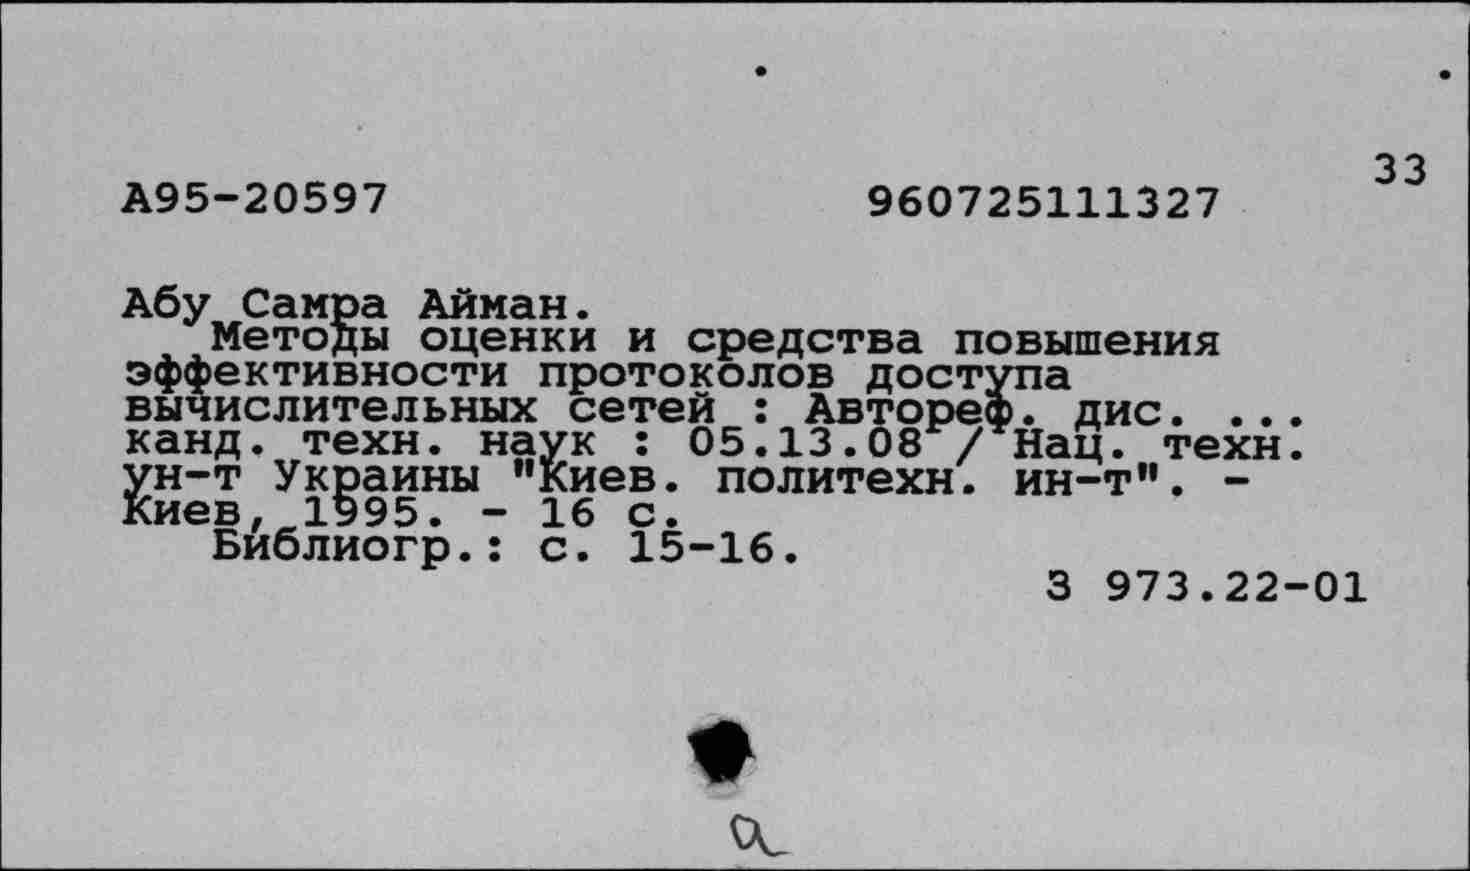 33
А95-20597 960725111327
Абу Самра Айман.
Методы оценки и средства повышения
эффективности протоколов доступа
вычислительных сетей : Автореф. дис. ...
канд. техн. наук : 05.13.08 / Нац. техн.
ун-т Украины "Киев. политехн. ин-т". -
Киев, 1995. - 16 с.
Библиогр.: с. 15-16.
З 973.22-01